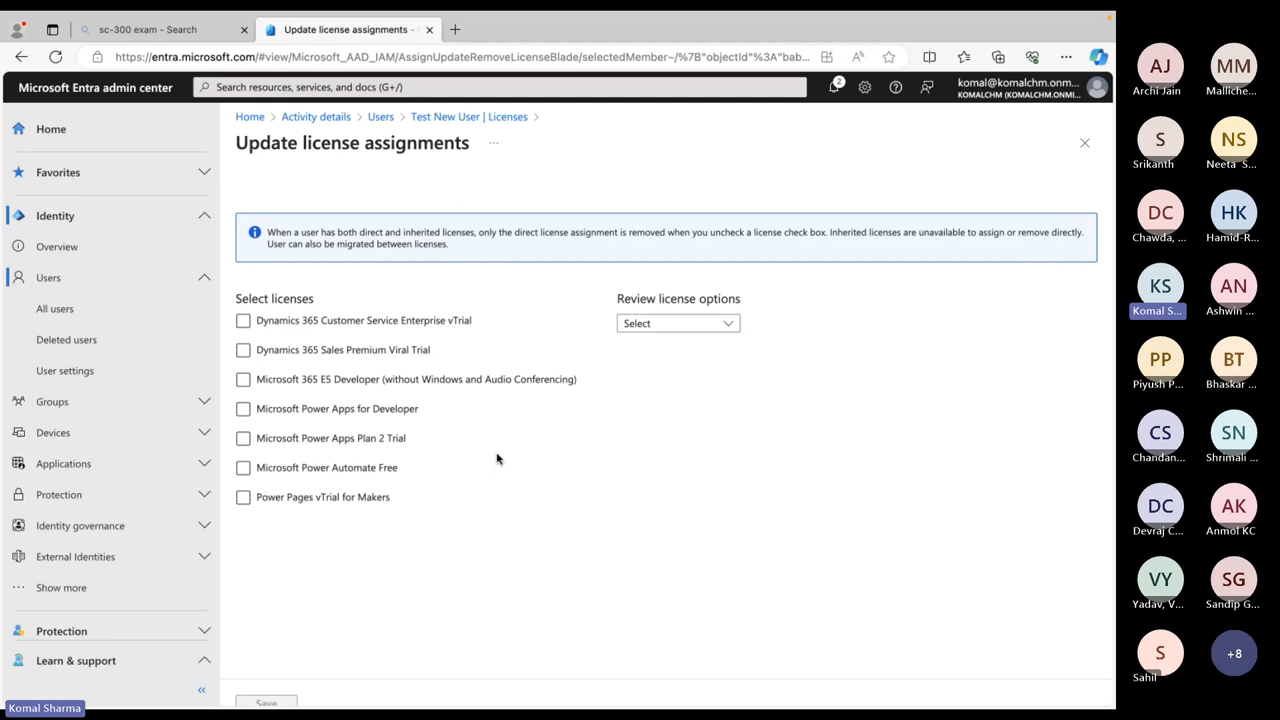 sc-300 exam - Search
Update license assignments -
https://entra.microsoft.com/#view/Microsoft_AAD_IAM/AssignUpdateRemoveLicenseBlade/selectedMember~/%7B"objectId"%3A"bab...
Microsoft Entra admin center
Search resources, services, and docs (G+/)
2
komal@komalchm.onm...
KOMALCHM (KOMALCHM.ONMI...
Home
Favorites
Identity
Overview
Users
All users
Deleted users
User settings
Groups
Devices
Applications
Protection
Identity governance
External Identities
Show more
Protection
Learn & support
Komal Sharma
Home > Activity details > Users > Test New User | Licenses >
Update license assignments
When a user has both direct and inherited licenses, only the direct license assignment is removed when you uncheck a license check box. Inherited licenses are unavailable to assign or remove directly.
User can also be migrated between licenses.
Select licenses
Dynamics 365 Customer Service Enterprise vTrial
Dynamics 365 Sales Premium Viral Trial
Microsoft 365 E5 Developer (without Windows and Audio Conferencing)
Microsoft Power Apps for Developer
Microsoft Power Apps Plan 2 Trial
Microsoft Power Automate Free
Power Pages vTrial for Makers
Review license options
Select
Save
AJ
Archi Jain
MM
Malliche...
S
Srikanth
NS
Neeta S...
DC
Chawda, ...
HK
Hamid-R...
KS
Komal S...
AN
Ashwin ...
PP
Piyush P...
BT
Bhaskar ...
CS
Chandan...
SN
Shrimali ...
DC
Devraj C...
AK
Anmol KC
VY
Yadav, V...
SG
Sandip G...
S
Sahil
+8